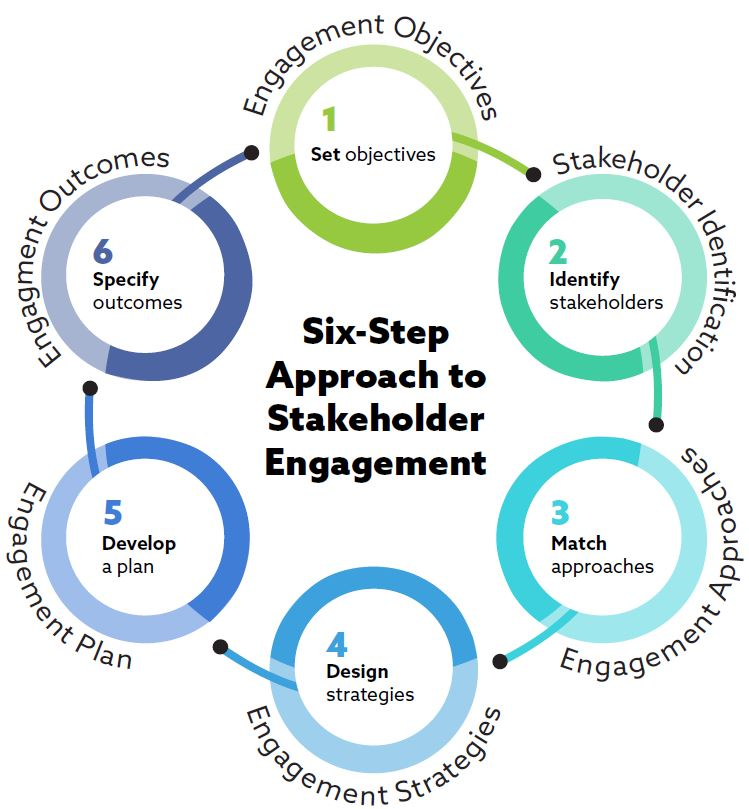 Engagement Objectives
1
Set objectives
Stakeholder Identification
2
Identify
stakeholders
Engagement Approaches
3
Match
approaches
Engagement Strategies
4
Design
strategies
Engagement Plan
5
Develop
a plan
Engagment Outcomes
6
Specify
outcomes
Six-Step
Approach to
Stakeholder
Engagement